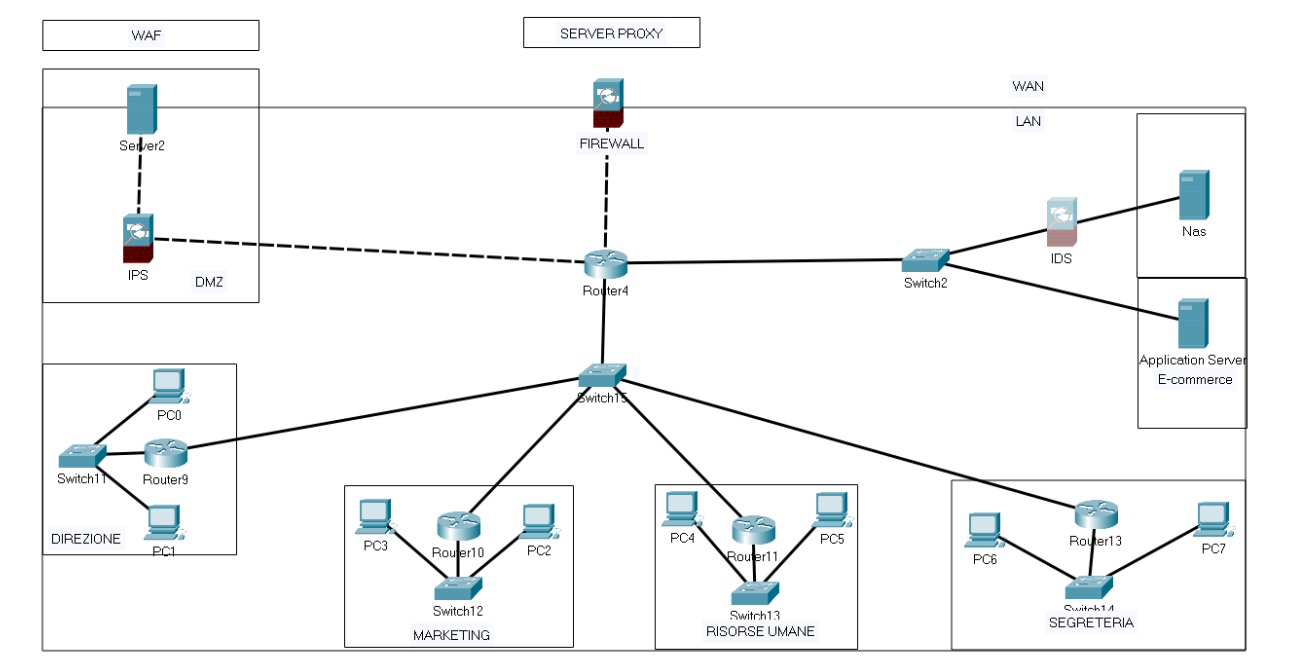 WAF
SERVER PROXY
WAN
LAN
Server2
FIREWALL
IPS
DMZ
Router4
Switch2
IDS
Nas
Application Server
E-commerce
Switch15
PC0
Switch11
Router9
PC1
DIREZIONE
PC3
Router10
PC2
Switch12
MARKETING
PC4
Router11
PC5
Switch13
RISORSE UMANE
PC6
Router13
PC7
Switch14
SEGRETERIA